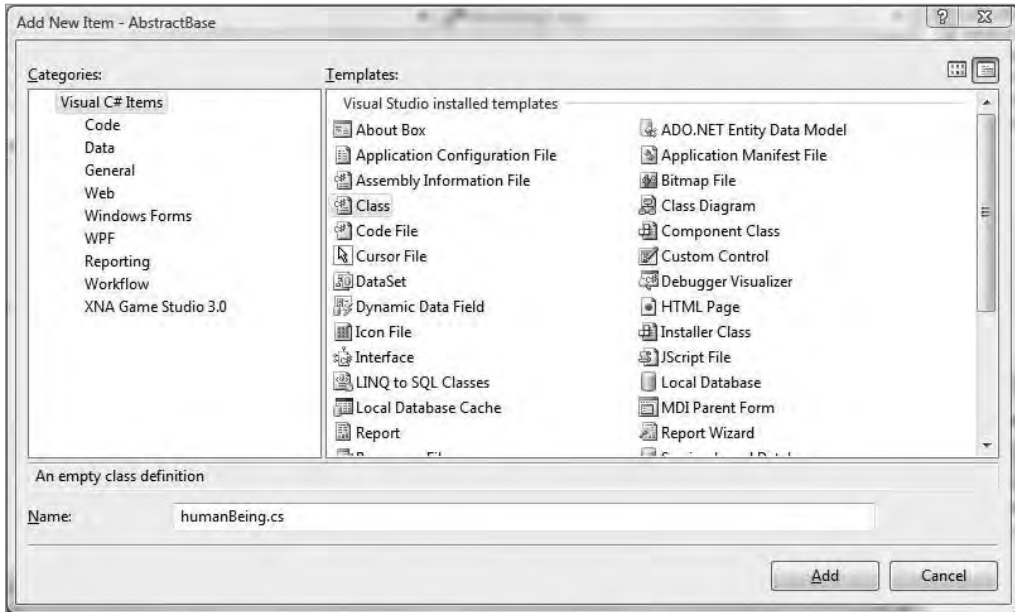 Add New Item - AbstractBase
Categories:
Templates:
Visual C# Items
Code
Data
General
Web
Windows Forms
WPF
Reporting
Workflow
XNA Game Studio 3.0
Visual Studio installed templates
About Box
ADO.NET Entity Data Model
Application Configuration File
Application Manifest File
Assembly Information File
Bitmap File
Class
Class Diagram
Code File
Component Class
Cursor File
Custom Control
DataSet
Debugger Visualizer
Dynamic Data Field
HTML Page
Icon File
Installer Class
Interface
JScript File
LINQ to SQL Classes
Local Database
Local Database Cache
MDI Parent Form
Report
Report Wizard
An empty class definition
Name:
humanBeing.cs
Add
Cancel